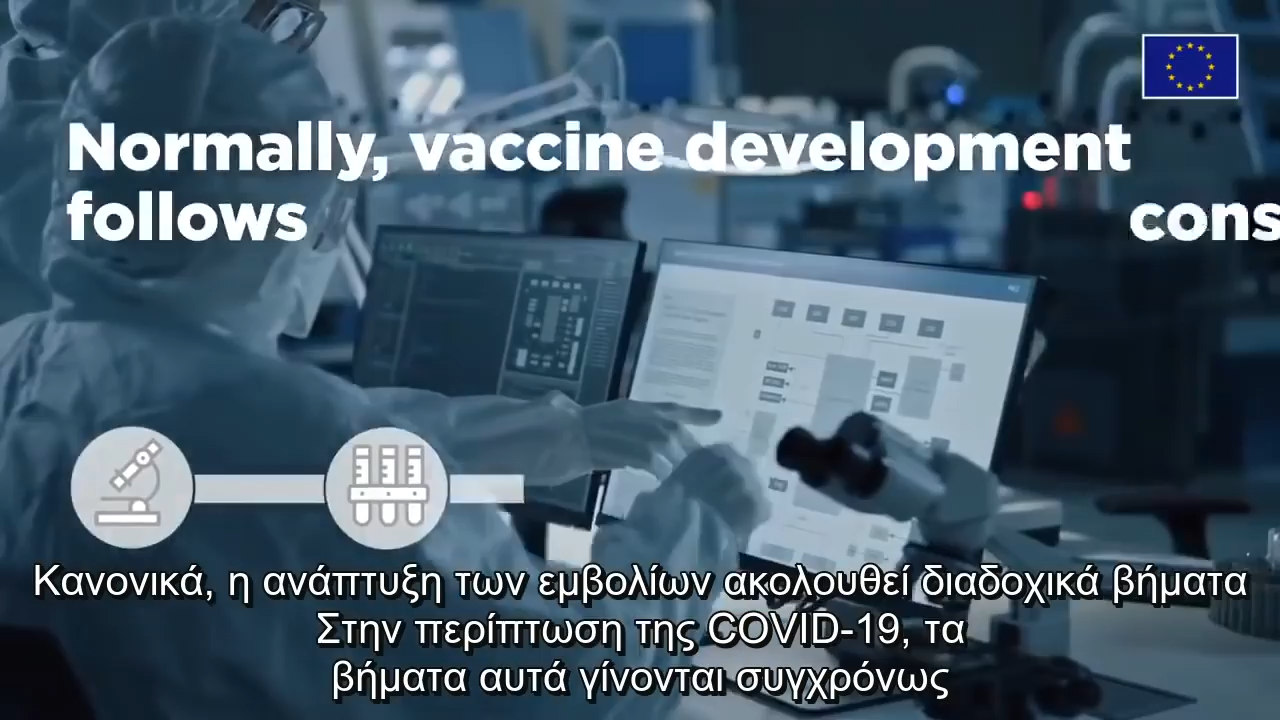 Normally, vaccine development
follows cons
Κανονικά, η ανάπτυξη των εμβολίων ακολουθεί διαδοχικά βήματα
Στην περίπτωση της COVID-19, τα
βήματα αυτά γίνονται συγχρόνως